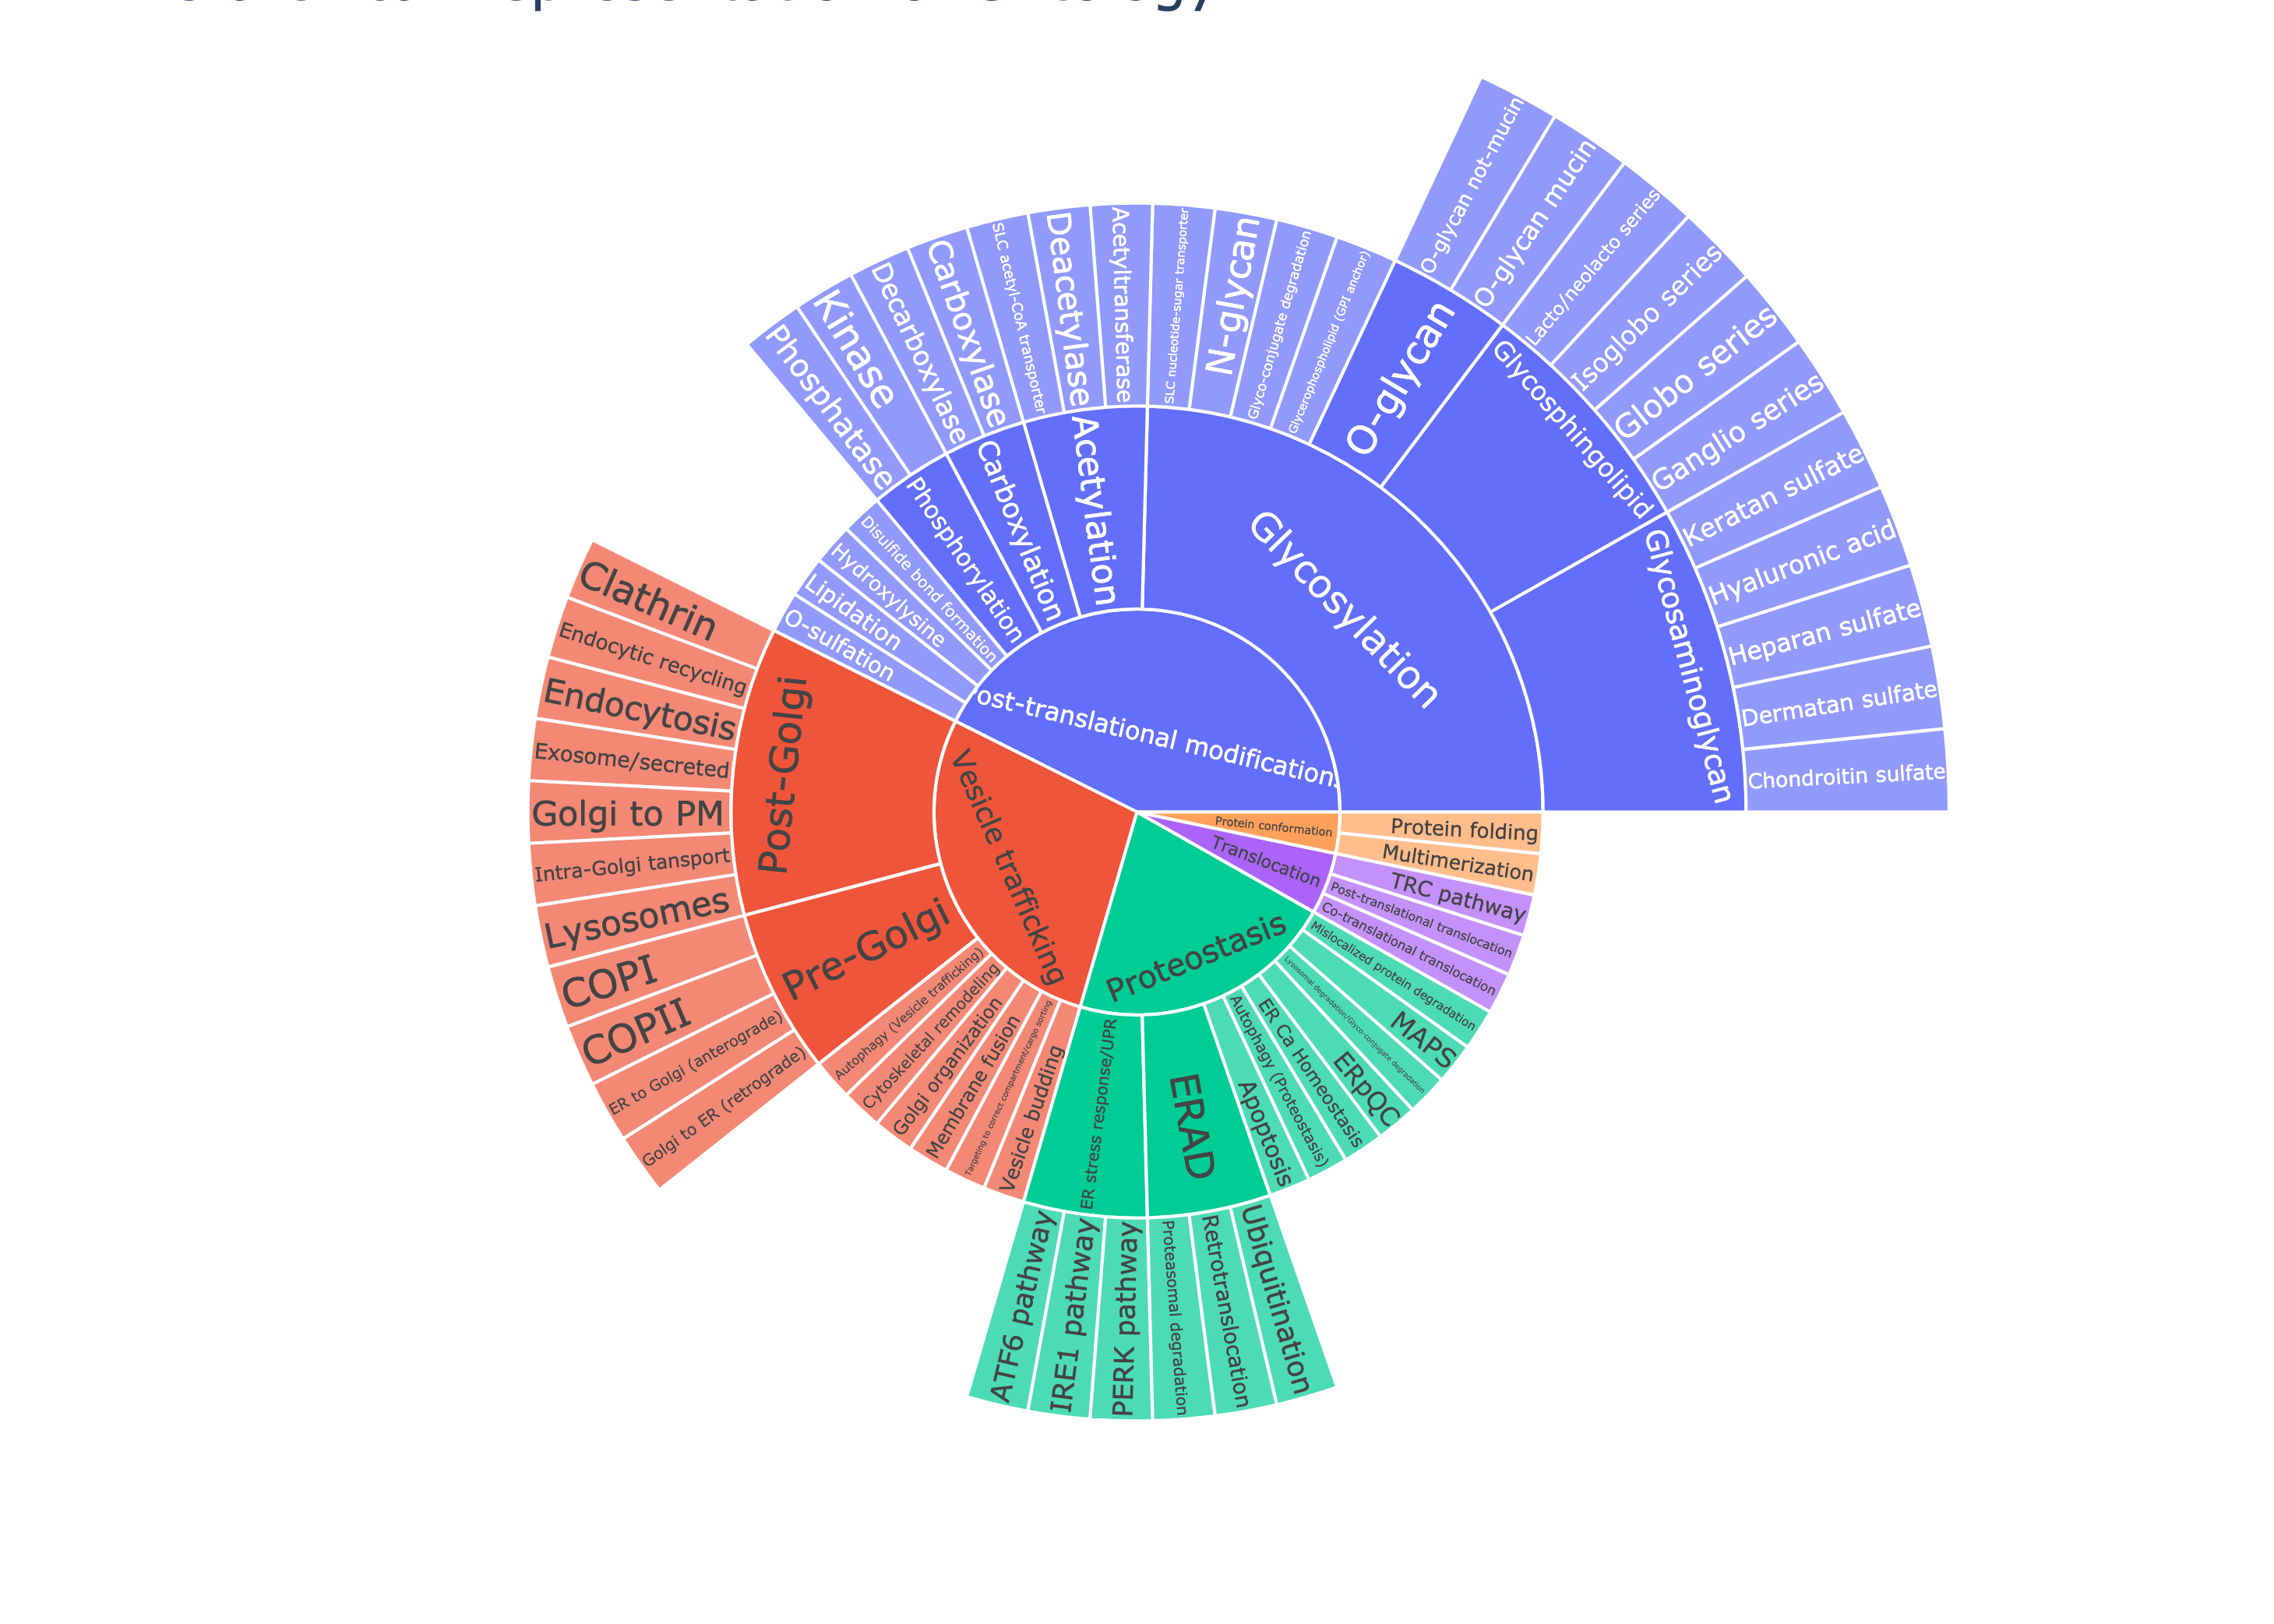 Post-translational modifications
Glycosylation
Glycosaminoglycan
Chondroitin sulfate
Dermatan sulfate
Heparan sulfate
Hyaluronic acid
Keratan sulfate
Glycosphingolipid
Ganglio series
Globo series
Isoglobo series
Lacto/neolacto series
O-glycan
O-glycan mucin
O-glycan not-mucin
Glycerophospholipid (GPI anchor)
Glyco-conjugate degradation
N-glycan
SLC nucleotide-sugar transporter
Acetylation
Acetyltransferase
Deacetylase
SLC acetyl-CoA transporter
Carboxylation
Carboxylase
Decarboxylase
Phosphorylation
Kinase
Phosphatase
Disulfide bond formation
Hydroxylysine
Lipidation
O-sulfation
Vesicle trafficking
Post-Golgi
Clathrin
Endocytic recycling
Endocytosis
Exosome/secreted
Golgi to PM
Intra-Golgi tansport
Lysosomes
Pre-Golgi
COPI
COPII
ER to Golgi (anterograde)
Golgi to ER (retrograde)
Autophagy (Vesicle trafficking)
Cytoskeletal remodeling
Golgi organization
Membrane fusion
Targeting to correct compartment/cargo sorting
Vesicle budding
Proteostasis
ER stress response/UPR
ATF6 pathway
IRE1 pathway
PERK pathway
ERAD
Proteasomal degradation
Retrotranslocation
Ubiquitination
Apoptosis
Autophagy (Proteostasis)
ER Ca Homeostasis
ERpQC
Lysosomal degradation/Glyco-conjugate degradation
MAPS
Mislocalized protein degradation
Translocation
Co-translational translocation
Post-translational translocation
TRC pathway
Protein conformation
Multimerization
Protein folding